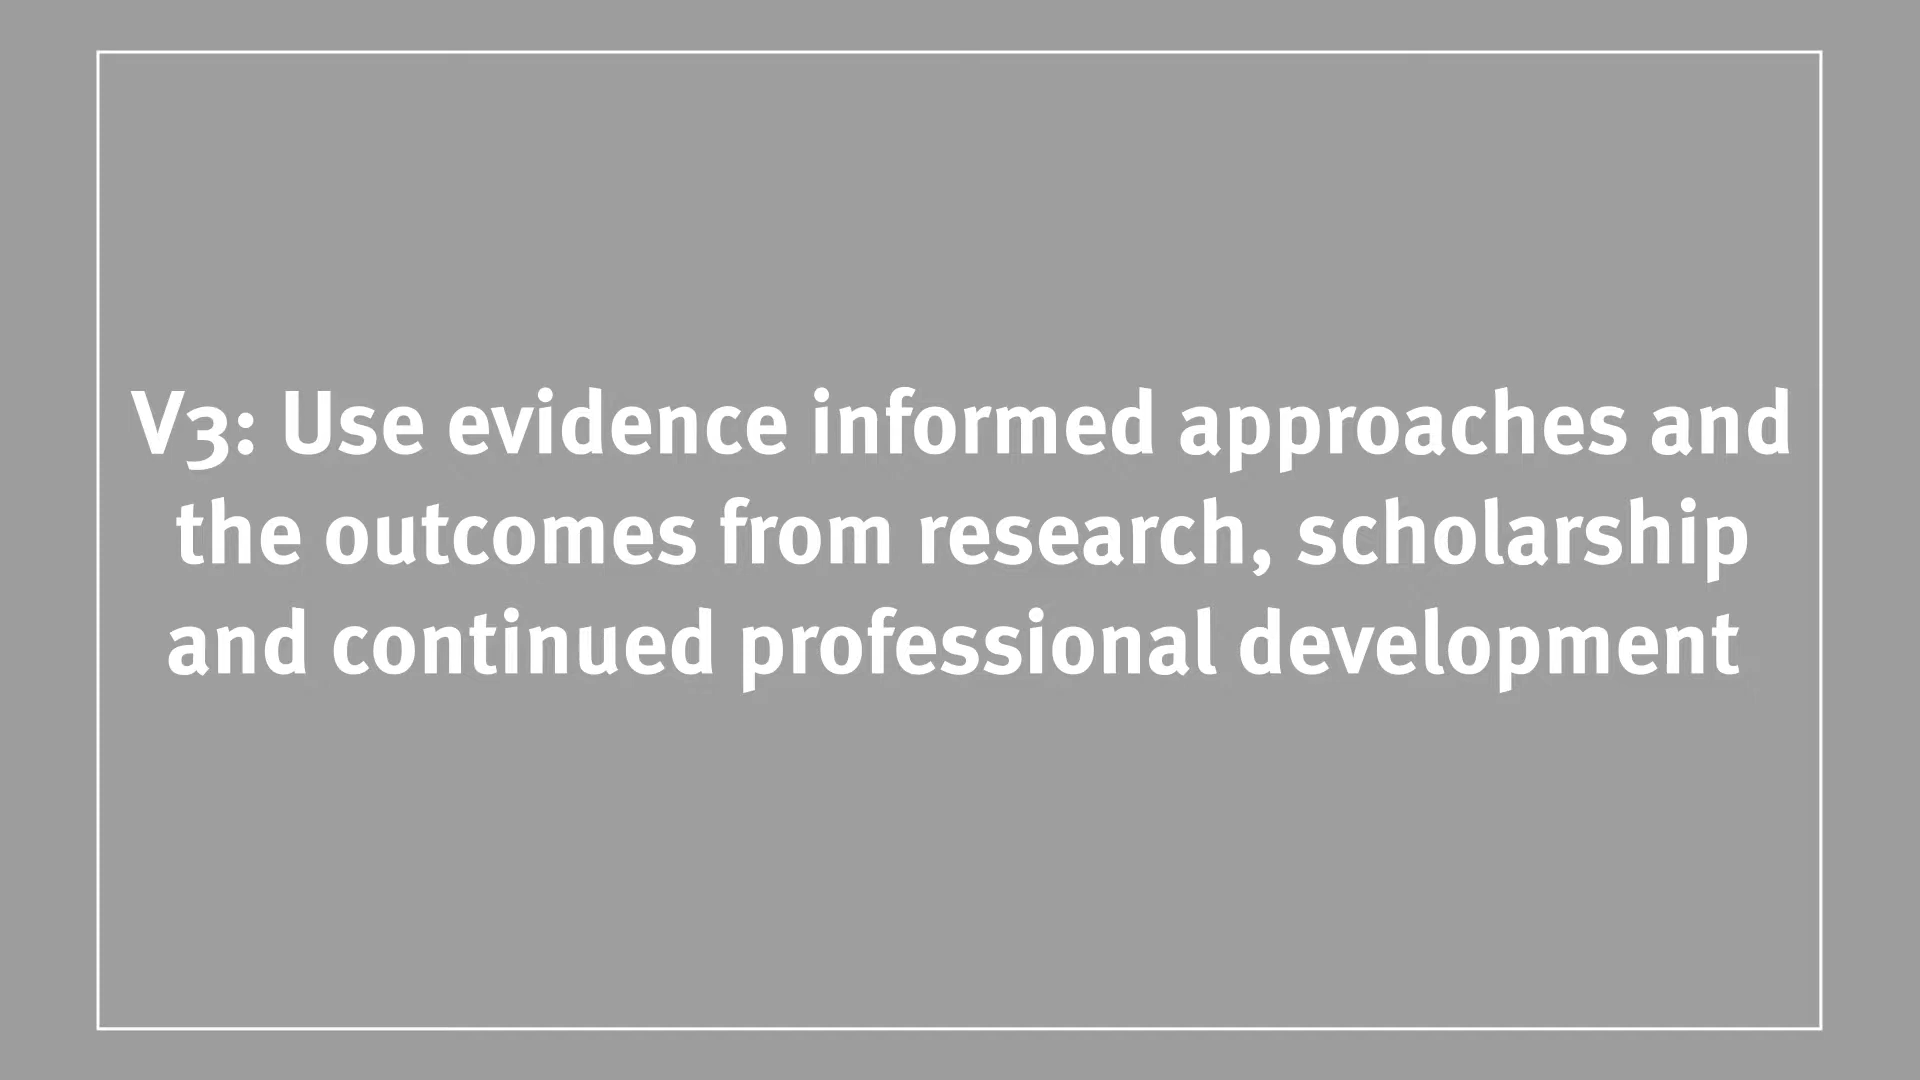 V3: Use evidence informed approaches and
the outcomes from research, scholarship
and continued professional development